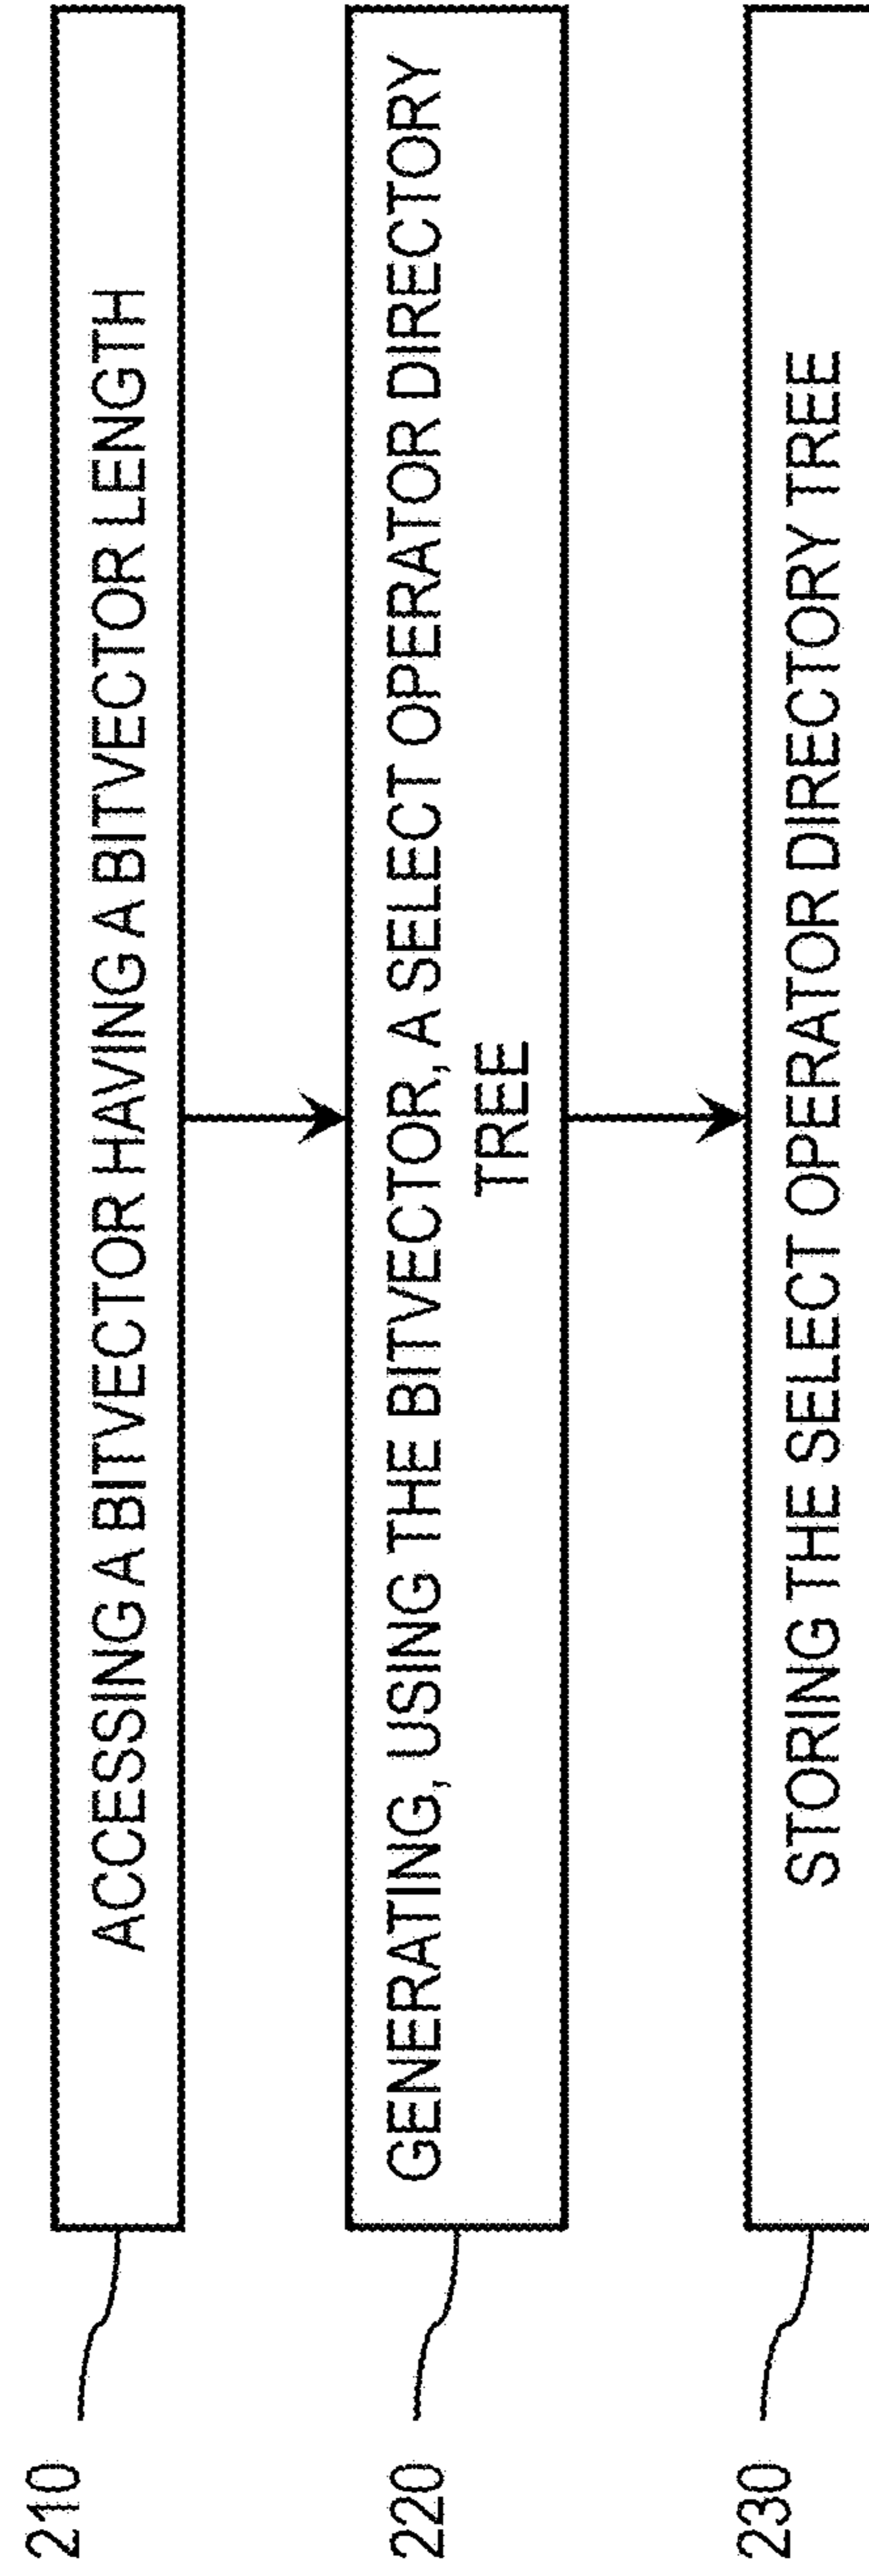 210
ACCESSING A BITVECTOR HAVING A BITVECTOR LENGTH
220
GENERATING, USING THE BITVECTOR, A SELECT OPERATOR DIRECTORY
TREE
230
STORING THE SELECT OPERATOR DIRECTORY TREE